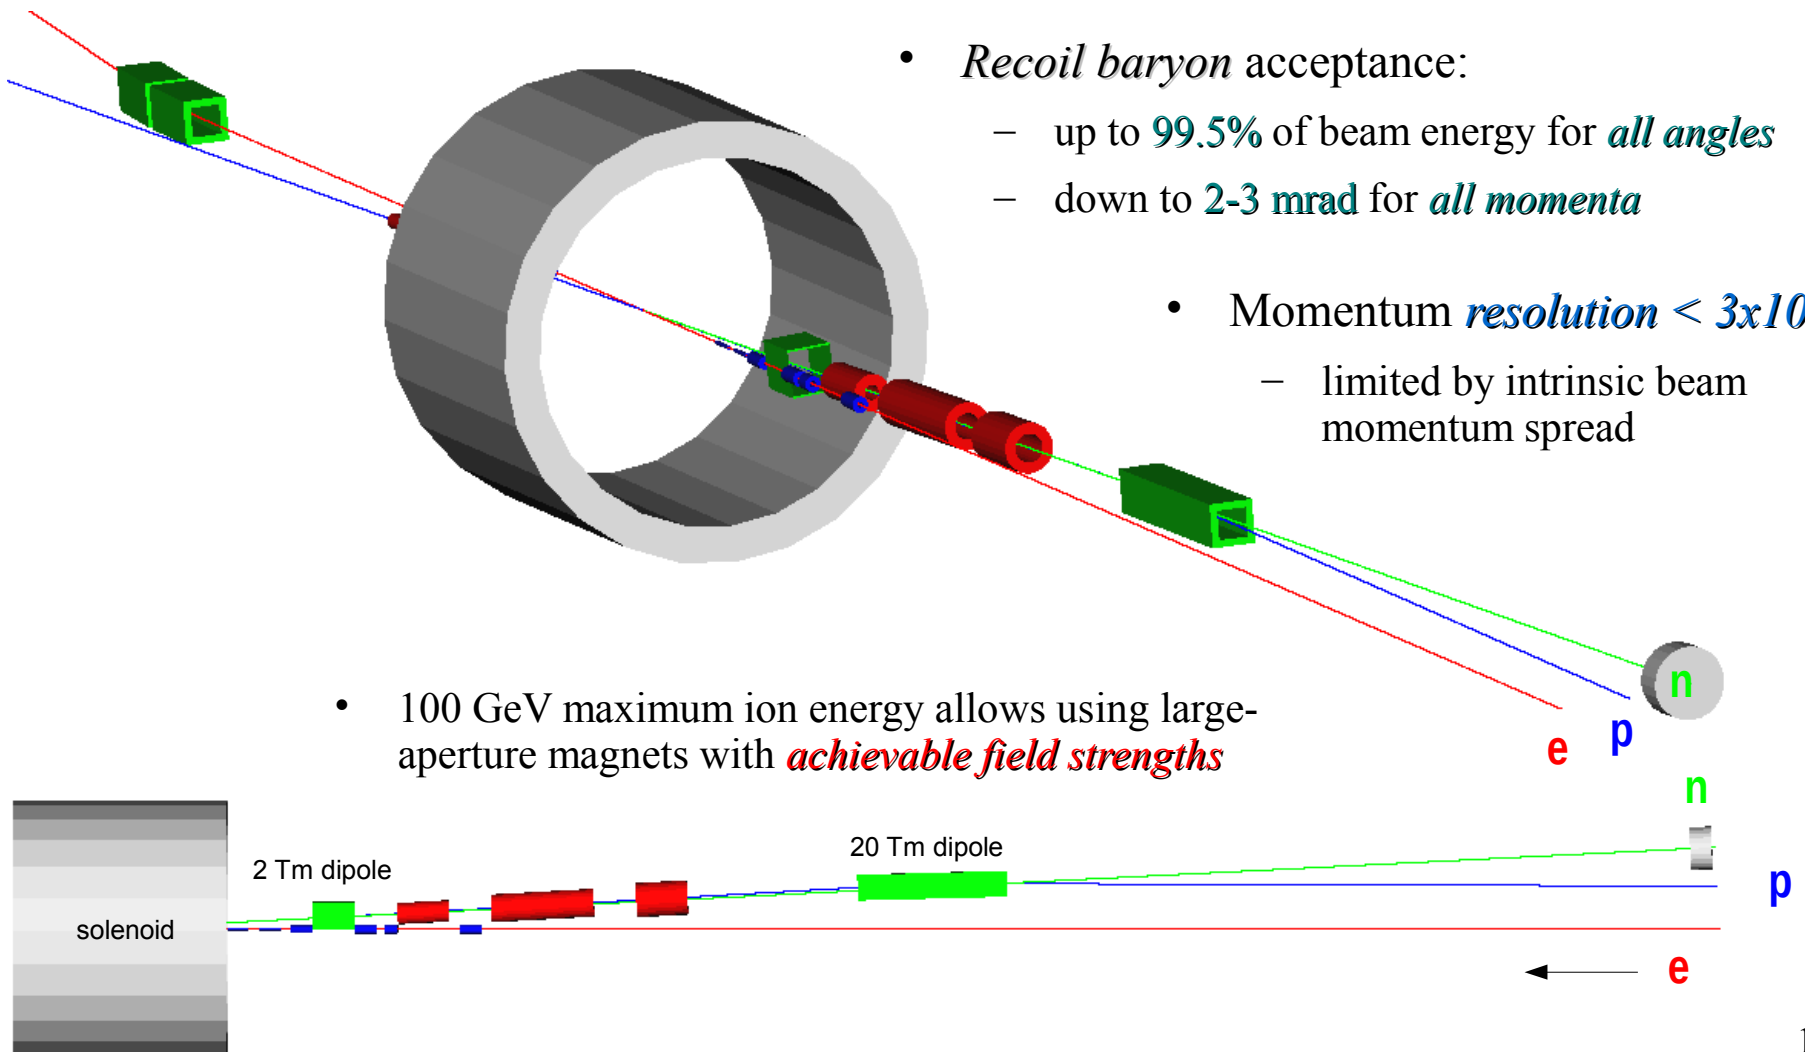 • Recoil baryon acceptance:
– up to 99.5% of beam energy for all angles
– down to 2-3 mrad for all momenta
• Momentum resolution < 3x10
– limited by intrinsic beam
momentum spread
n
p
e
• 100 GeV maximum ion energy allows using large-
aperture magnets with achievable field strengths
n
20 Tm dipole
2 Tm dipole
p
solenoid
e
1